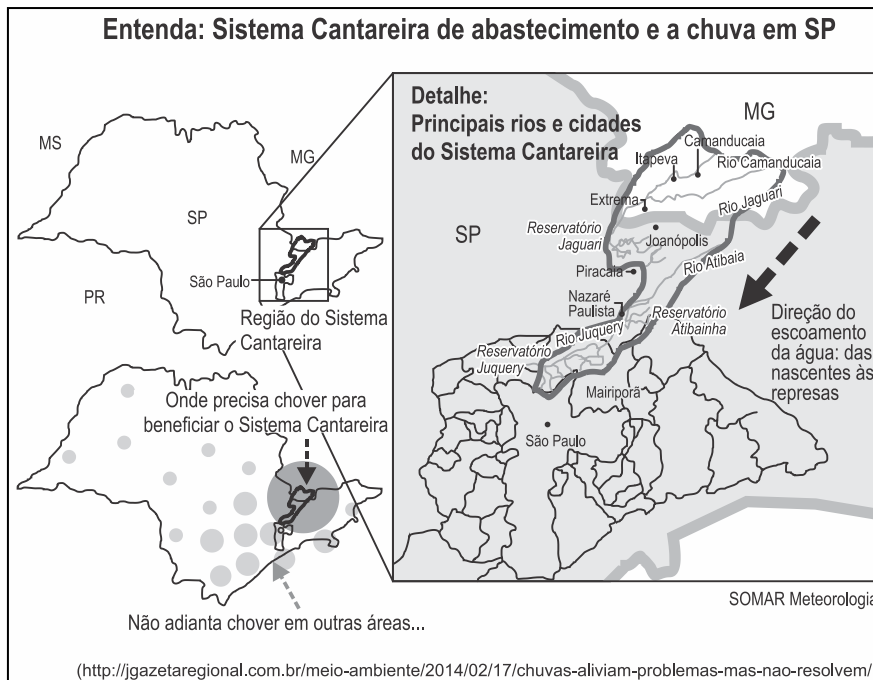 Entenda: Sistema Cantareira de abastecimento e a chuva em SP
MS
MG
SP
São Paulo
PR
Região do Sistema
Cantareira
Onde precisa chover para
beneficiar o Sistema Cantareira
Não adianta chover em outras áreas...
Detalhe:
Principais rios e cidades
do Sistema Cantareira
MG
Camanducaia
Itapeva
Rio Camanducaia
Extrema
Rio Jaguari
SP
Reservatório
Jaguari
Joanópolis
Rio Atibaia
Piracaia
Nazaré
Paulista
Rio Juquery
Reservatório
Atibainha
Reservatório
Juquery
Mairiporã
São Paulo
Direção do
escoamento
da água: das
nascentes às
represas
SOMAR Meteorologia
(http://jgazetaregional.com.br/meio-ambiente/2014/02/17/chuvas-aliviam-problemas-mas-nao-resolvem/